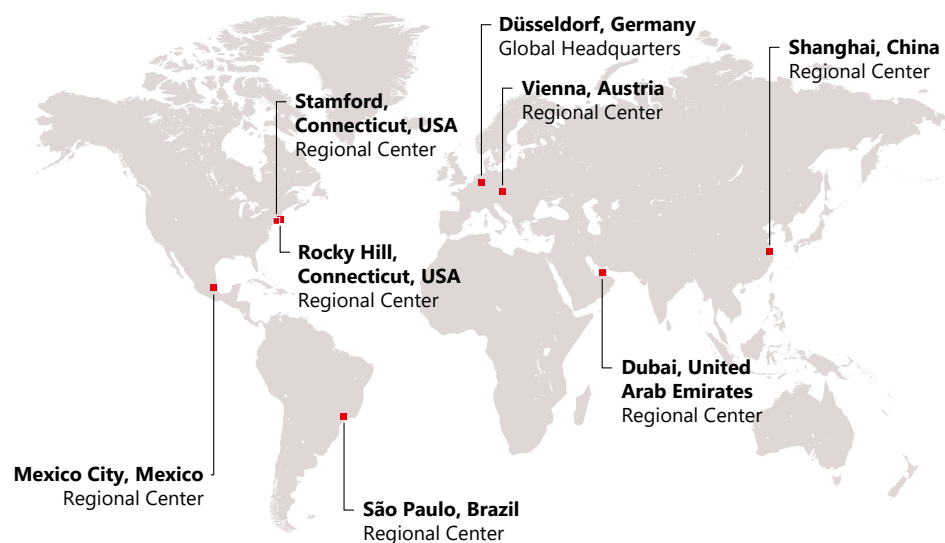 Düsseldorf, Germany
Global Headquarters
Shanghai, China
Regional Center
Vienna, Austria
Regional Center
Stamford,
Connecticut, USA
Regional Center
Rocky Hill,
Connecticut, USA
Regional Center
Dubai, United
Arab Emirates
Regional Center
Mexico City, Mexico
Regional Center
São Paulo, Brazil
Regional Center